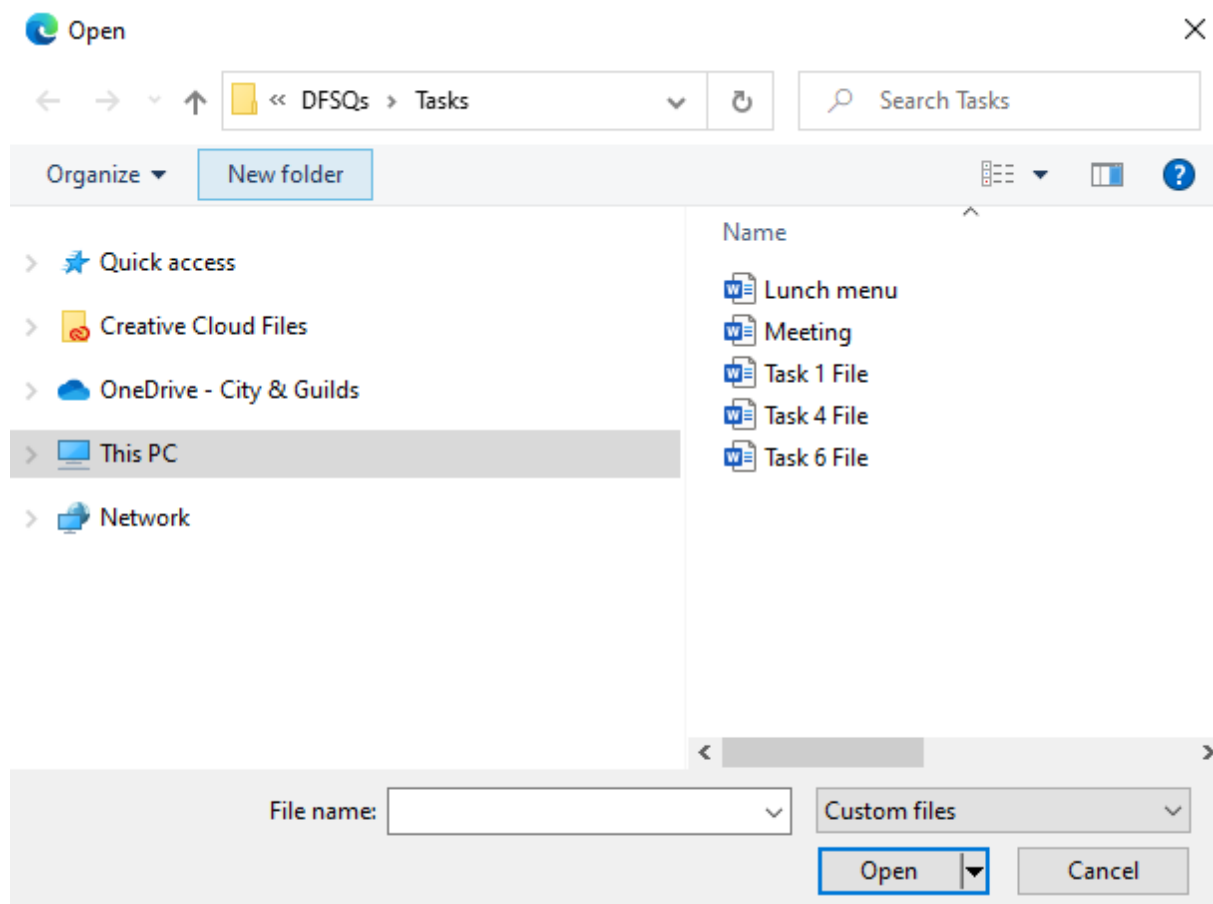 Open
« DFSQs > Tasks
Search Tasks
Organize
New folder
?
Name
Quick access
Creative Cloud Files
OneDrive - City & Guilds
This PC
Network
Lunch menu
Meeting
Task 1 File
Task 4 File
Task 6 File
File name:
Custom files
Open
Cancel